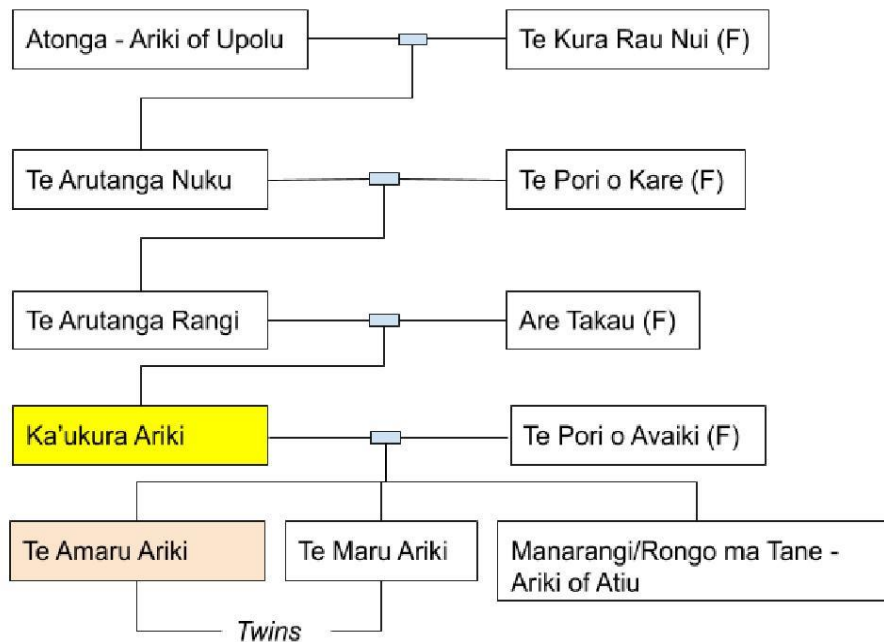 Atonga - Ariki of Upolu
Te Kura Rau Nui (F)
Te Arutanga Nuku
Te Pori o Kare (F)
Te Arutanga Rangi
Are Takau (F)
Ka'ukura Ariki
Te Pori o Avaiki (F)
Te Amaru Ariki
Te Maru Ariki
Manarangi/Rongo ma Tane -
Ariki of Atiu
Twins